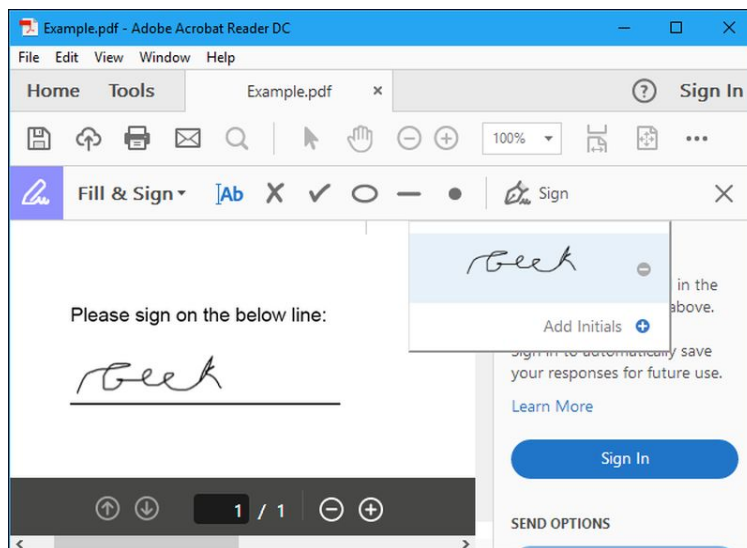 Example.pdf - Adobe Acrobat Reader DC
File Edit View Window Help
Home Tools Example.pdf × ? Sign In
100%
Fill & Sign Ab Sign
Geek
in the
above.
Please sign on the below line:
Add Initials
Sign in to automatically save
your responses for future use.
Geek
Learn More
Sign In
1 / 1
SEND OPTIONS